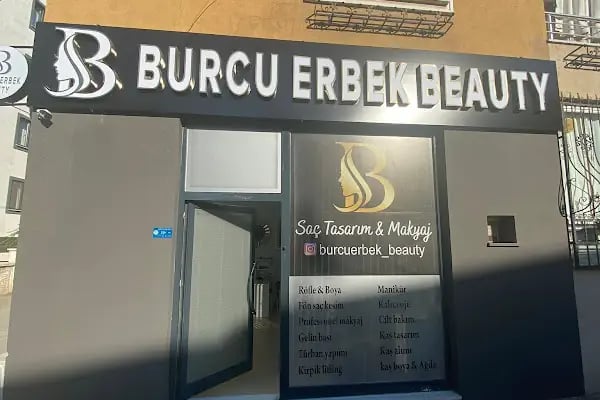 BURCU ERBEK BEAUTY
B
Saç Tasarım & Makyaj
burcuerbek_beauty
Röfle & Boya
Fön saç kesim
Profesyonel makyaj
Gelin başı
Türban yapımı
Kirpik lifting
Manikür
Kalıcı oje
Cilt bakım
Kaş tasarım
Kaş alımı
kaş boya & Ağda